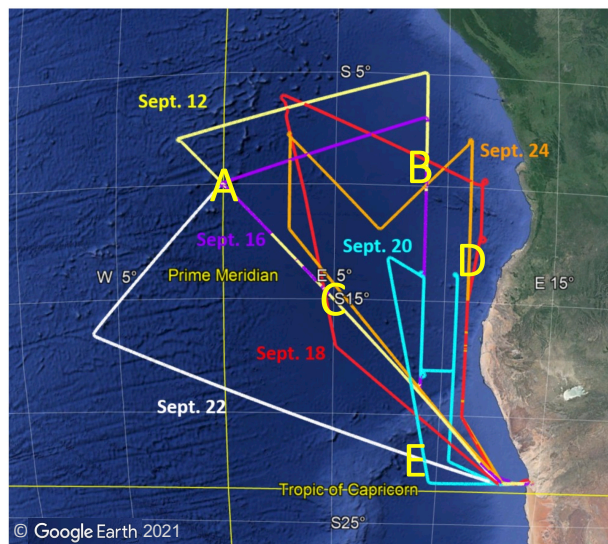 S 5°
Sept. 12
B
Sept. 24
A
Sept. 16
Sept. 20
W 5°
Prime Meridian
E 5°
D
E 15°
C
S15°
Sept. 18
Sept. 22
E
Tropic of Capricorn
S25°
© Google Earth 2021